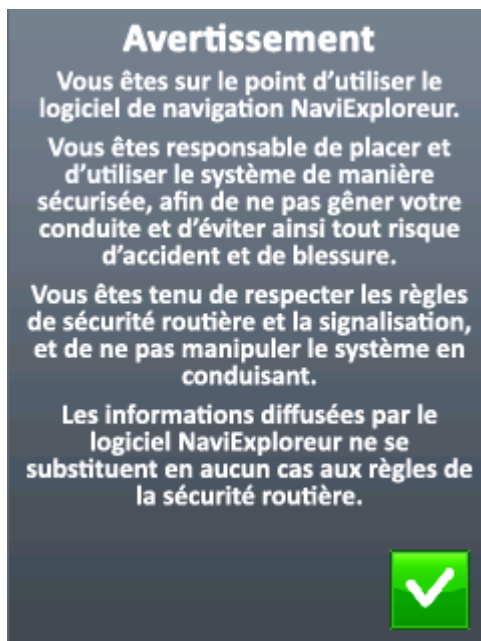 Avertissement
Vous êtes sur le point d’utiliser le
logiciel de navigation NaviExploreur.
Vous êtes responsable de placer et
d’utiliser le système de manière
sécurisée, afin de ne pas gêner votre
conduite et d’éviter ainsi tout risque
d’accident et de blessure.
Vous êtes tenu de respecter les règles
de sécurité routière et la signalisation,
et de ne pas manipuler le système en
conduisant.
Les informations diffusées par le
logiciel NaviExploreur ne se
substituent en aucun cas aux règles de
la sécurité routière.